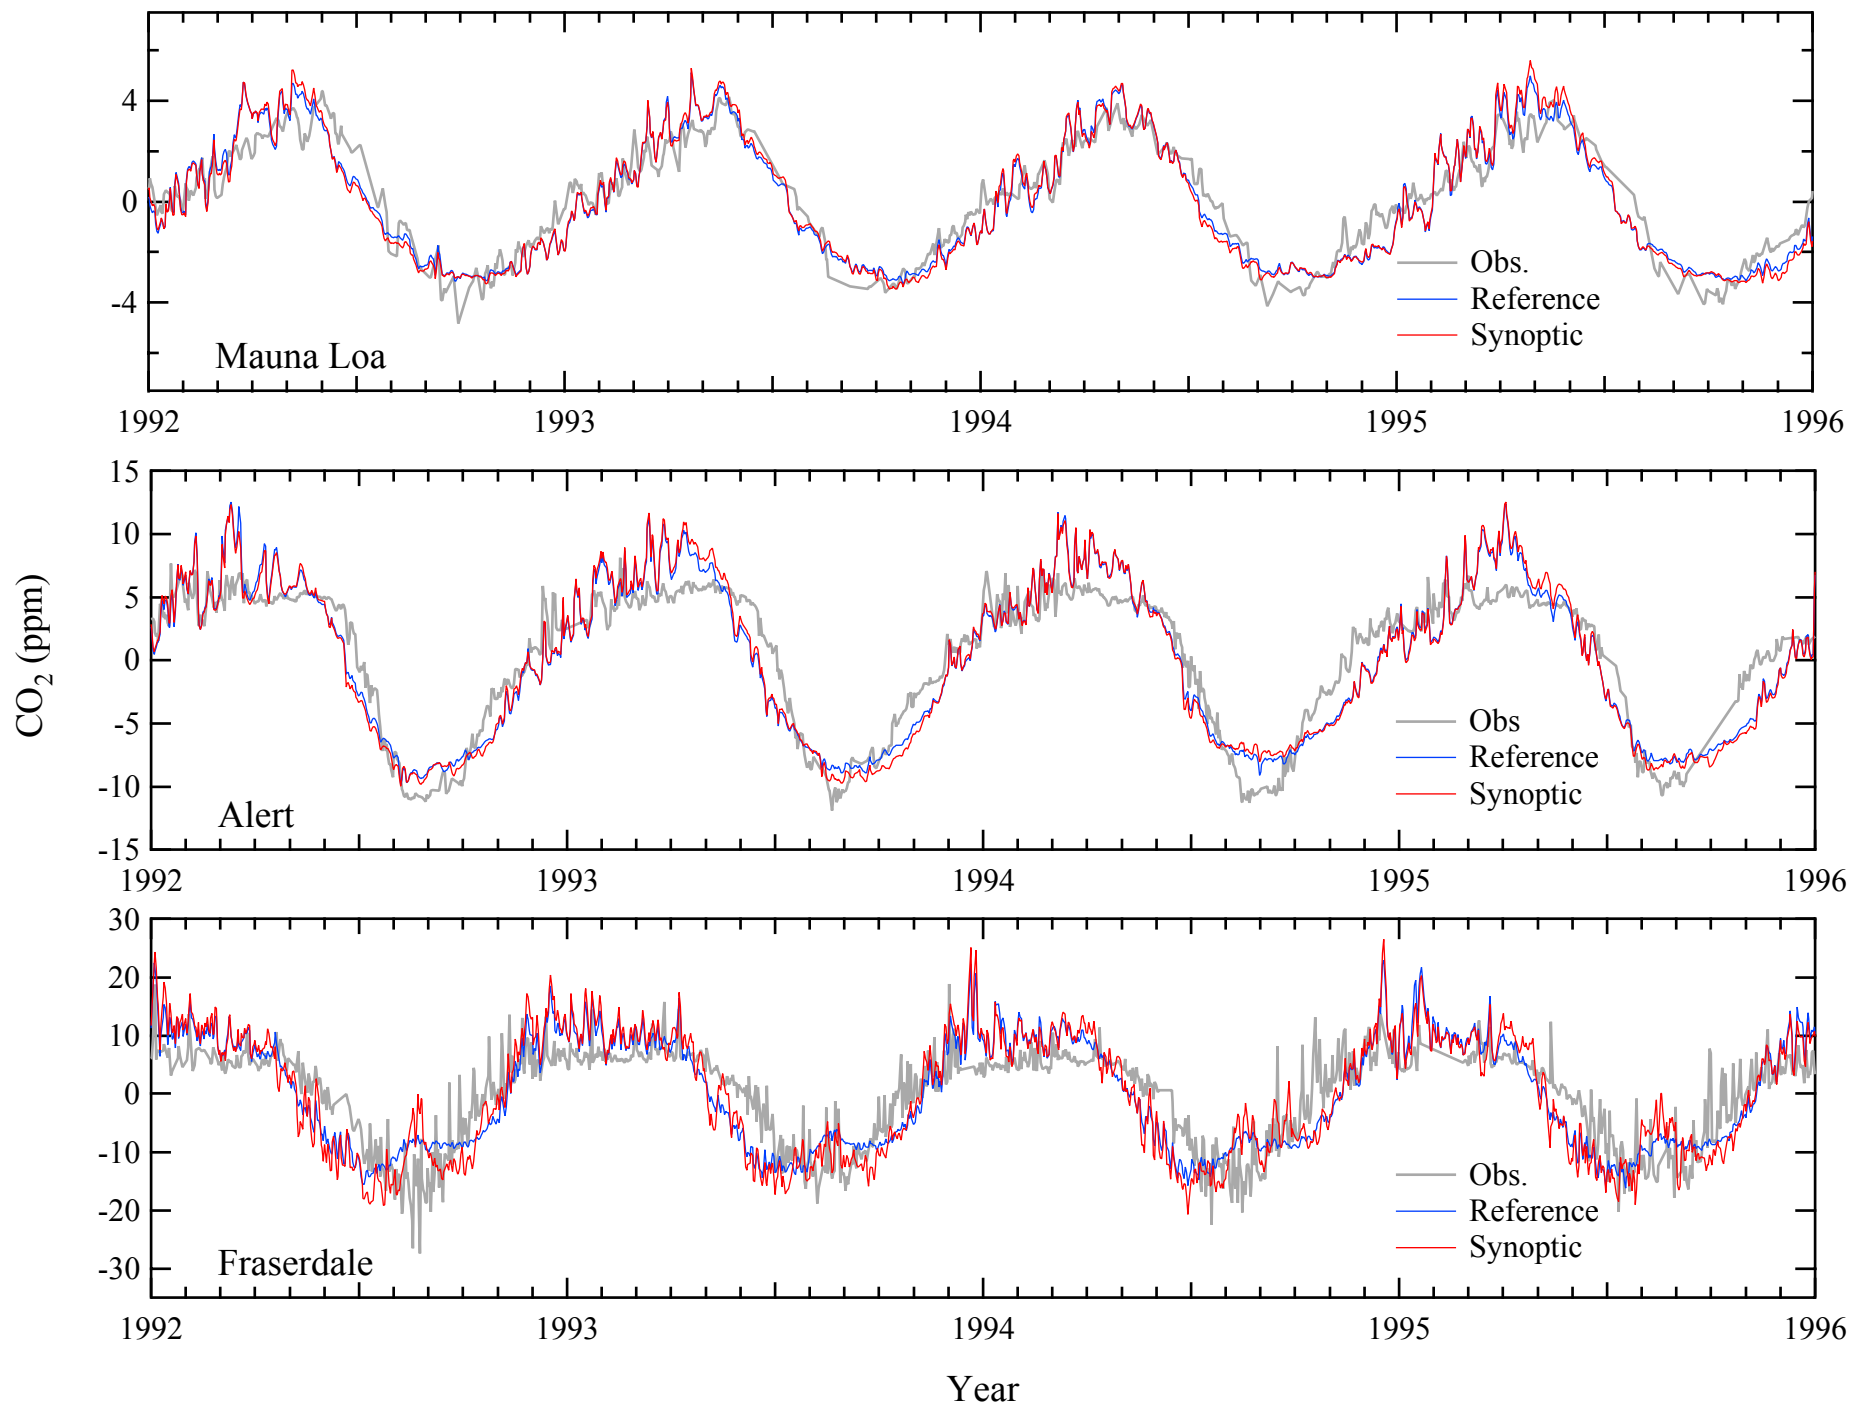 4
0
-4
Obs.
Reference
Synoptic
Mauna Loa
1992 1993 1994 1995 1996
15
10
5
0
-5
-10
-15
Obs
Reference
Synoptic
Alert
1992 1993 1994 1995 1996
CO2 (ppm)
30
20
10
0
-10
-20
-30
Obs.
Reference
Synoptic
Fraserdale
1992 1993 1994 1995 1996
Year